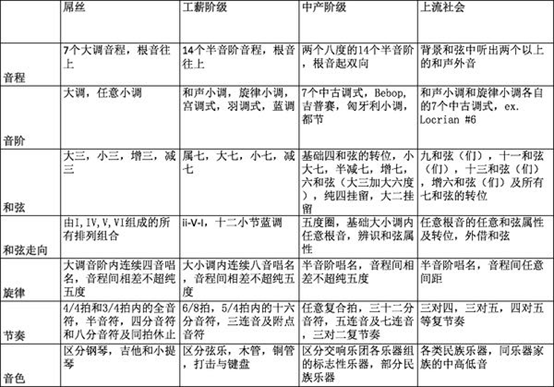 屌丝 工薪阶级 中产阶级 上流社会
音程
7个大调音程，根音往上
14个半音阶音程，根音往上
两个八度的14个半音阶，根音起双向
背景和弦中听出两个以上的和声外音
音阶
大调，任意小调
和声小调，旋律小调，宫调式，羽调式，蓝调
7个中古调式，Bebop，吉普赛，匈牙利小调，都节
和声小调和旋律小调各自的7个中古调式，ex. Locrian #6
和弦
大三，小三，增三，减三
属七，大七，小七，减七
基础四和弦的转位，小大七，半减七，增七，六和弦（大三加大六度），纯四挂留，大二挂留
九和弦（们），十一和弦（们），十三和弦（们），增六和弦（们）及所有七和弦的转位
和弦走向
由I,IV,V,VI组成的所有排列组合
ii-V-I，十二小节蓝调
五度圈，基础大小调内任意根音，辨识和弦属性
任意根音的任意和弦属性及转位，外借和弦
旋律
大调音阶内连续四音唱名，音程间相差不超纯五度
大小调内连续八音唱名，音程间相差不超纯五度
半音阶唱名，音程间相差不超纯五度
半音阶唱名，音程间任意间距
节奏
4/4拍和3/4拍内的全音符，半音符，四分音符和八分音符及同拍休止
6/8拍，5/4拍内的十六分音符，三连音及附点音符
任意复合拍，三十二分音符，五连音及七连音，三对二复节奏
三对四，三对五，四对五等复节奏
音色
区分钢琴，吉他和小提琴
区分弦乐，木管，铜管，打击与键盘
区分交响乐团各乐器组的标志性乐器，部分民族乐器
各类民族乐器，同乐器家族的中高低音